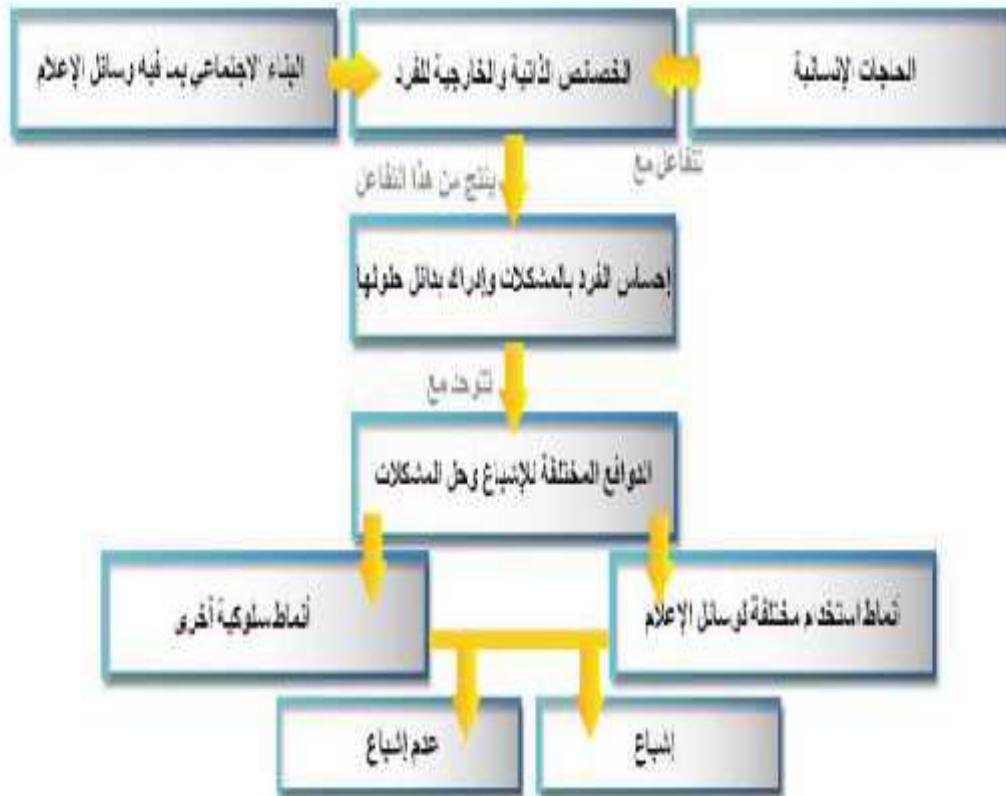 الحاجات الإنسانية
الخصائص الذاتية والخارجية للفرد
البناء الاجتماعي بما فيه وسائل الإعلام
تتفاعل مع
ينتج من هذا التفاعل
إحساس الفرد بالمشكلات وإدراك بدائل حلولها
تتوحد مع
الدوافع المختلفة للإشباع وحل المشكلات
أنماط استخدام مختلفة لوسائل الإعلام
أنماط سلوكية أخرى
إشباع
عدم إشباع